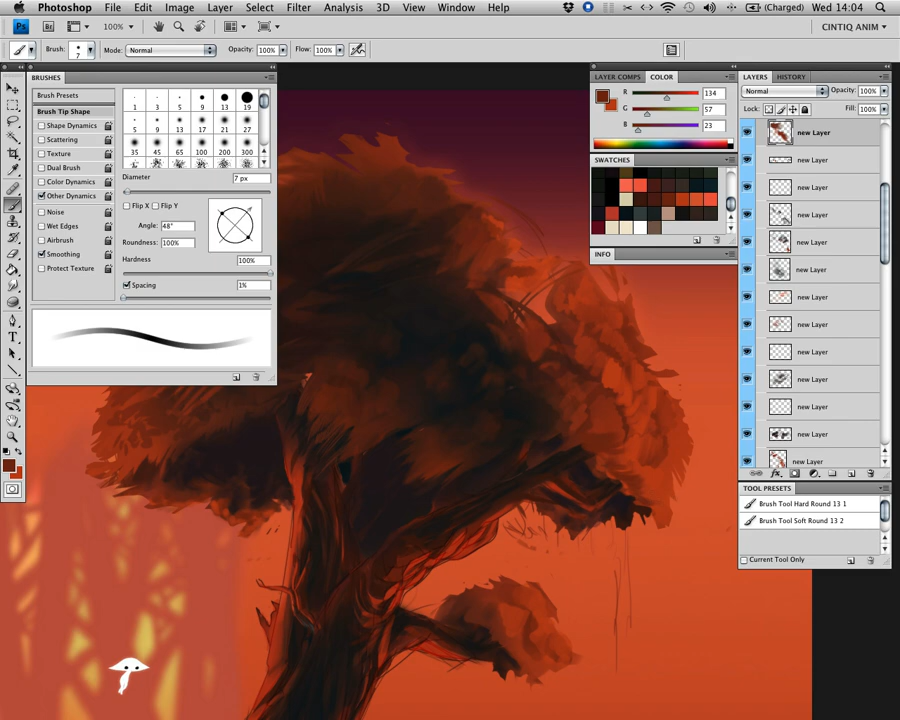 Photoshop File Edit Image Layer Select Filter Analysis 3D View Window Help (Charged) Wed 14:04
Ps Br 100% CINTIQ ANIM
Brush: 7 Mode: Normal Opacity: 100% Flow: 100%
BRUSHES
Brush Presets
Brush Tip Shape
Shape Dynamics
Scattering
Texture
Dual Brush
Color Dynamics
Other Dynamics
Noise
Wet Edges
Airbrush
Smoothing
Protect Texture
1 3 5 9 13 19
5 9 13 17 21 27
35 45 65 100 200 300
Diameter 7 px
Flip X Flip Y
Angle: 48°
Roundness: 100%
Hardness 100%
Spacing 1%
LAYER COMPS COLOR
R 134
G 57
B 23
SWATCHES
INFO
LAYERS HISTORY
Normal Opacity: 100%
Lock: Fill: 100%
new Layer
new Layer
new Layer
new Layer
new Layer
new Layer
new Layer
new Layer
new Layer
new Layer
new Layer
new Layer
new Layer
fx
TOOL PRESETS
Brush Tool Hard Round 13 1
Brush Tool Soft Round 13 2
Current Tool Only
T